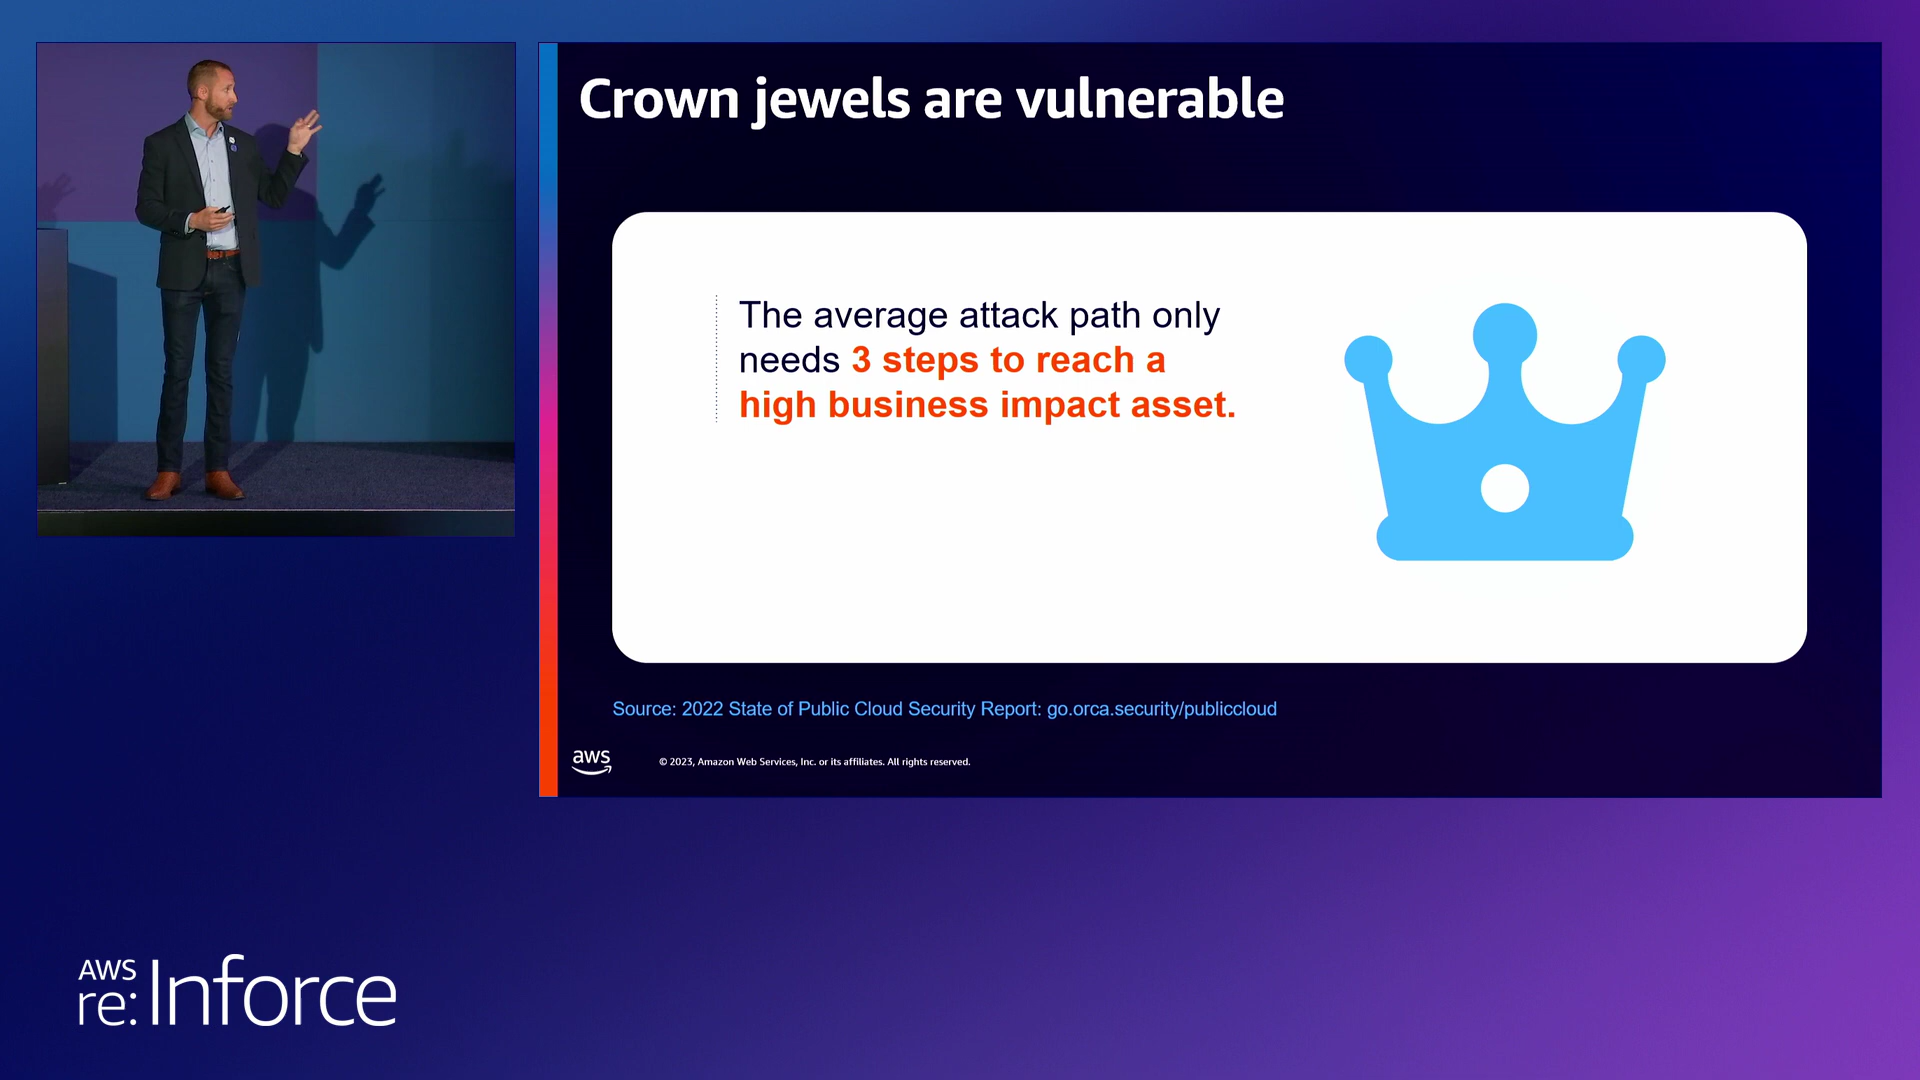 Crown jewels are vulnerable
The average attack path only
needs 3 steps to reach a
high business impact asset.
Source: 2022 State of Public Cloud Security Report: go.orca.security/publiccloud
aws
© 2023, Amazon Web Services, Inc. or its affiliates. All rights reserved.
AWS
re:Inforce